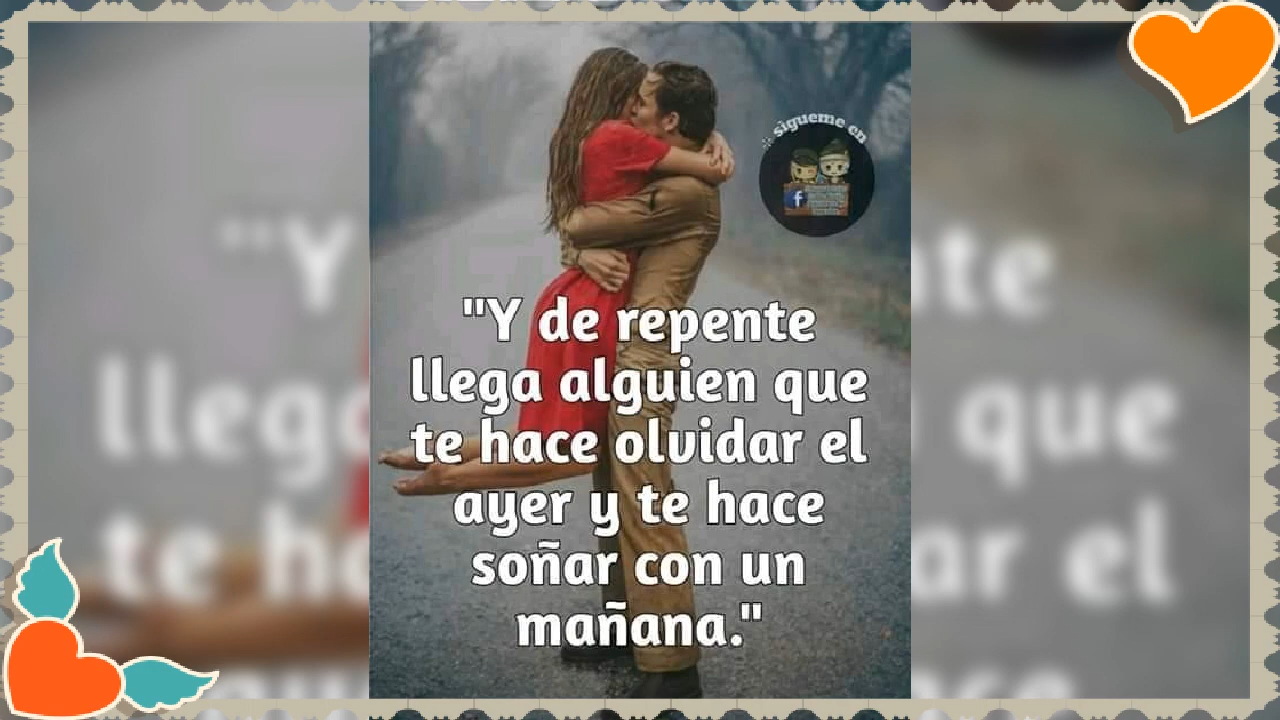 sigueme en
"Y de repente
llega alguien que
te hace olvidar el
ayer y te hace
soñar con un
mañana."